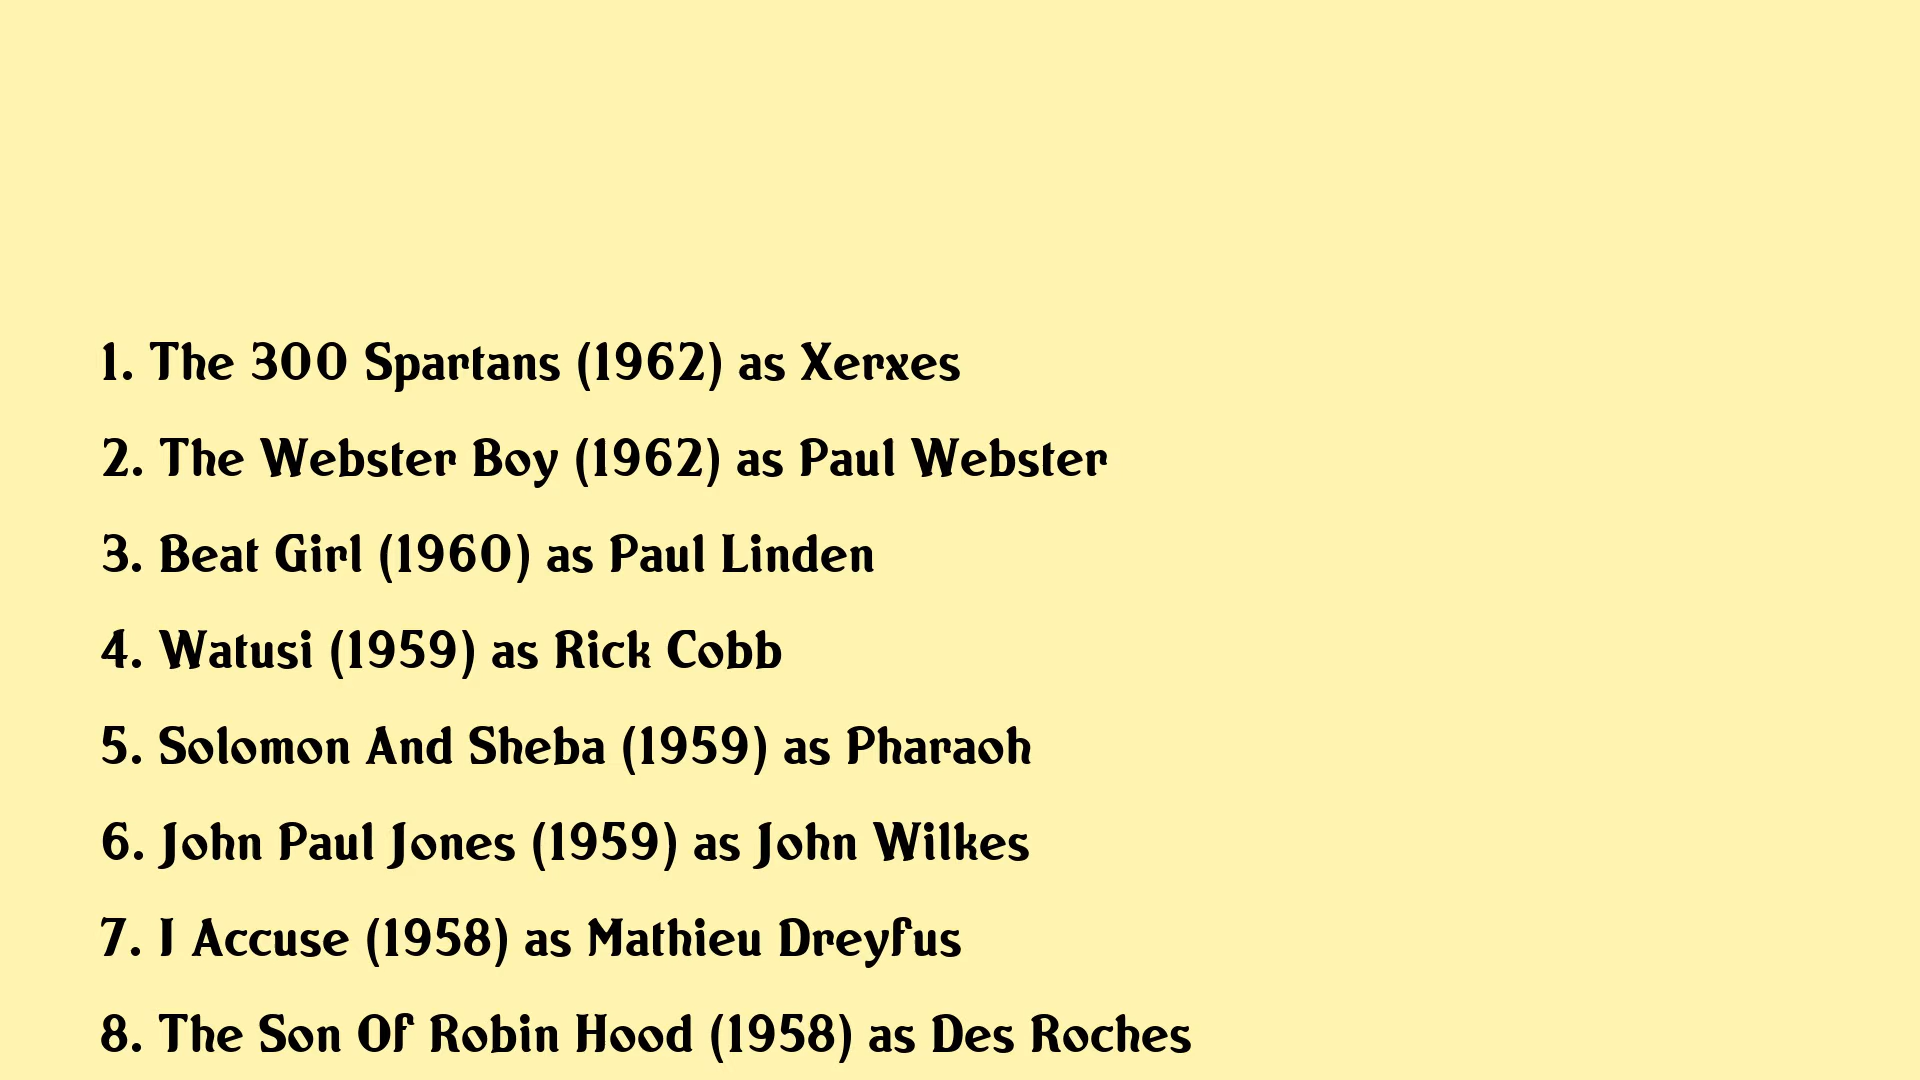 1. The 300 Spartans (1962) as Xerxes
2. The Webster Boy (1962) as Paul Webster
3. Beat Girl (1960) as Paul Linden
4. Watusi (1959) as Rick Cobb
5. Solomon And Sheba (1959) as Pharaoh
6. John Paul Jones (1959) as John Wilkes
7. I Accuse (1958) as Mathieu Dreyfus
8. The Son Of Robin Hood (1958) as Des Roches